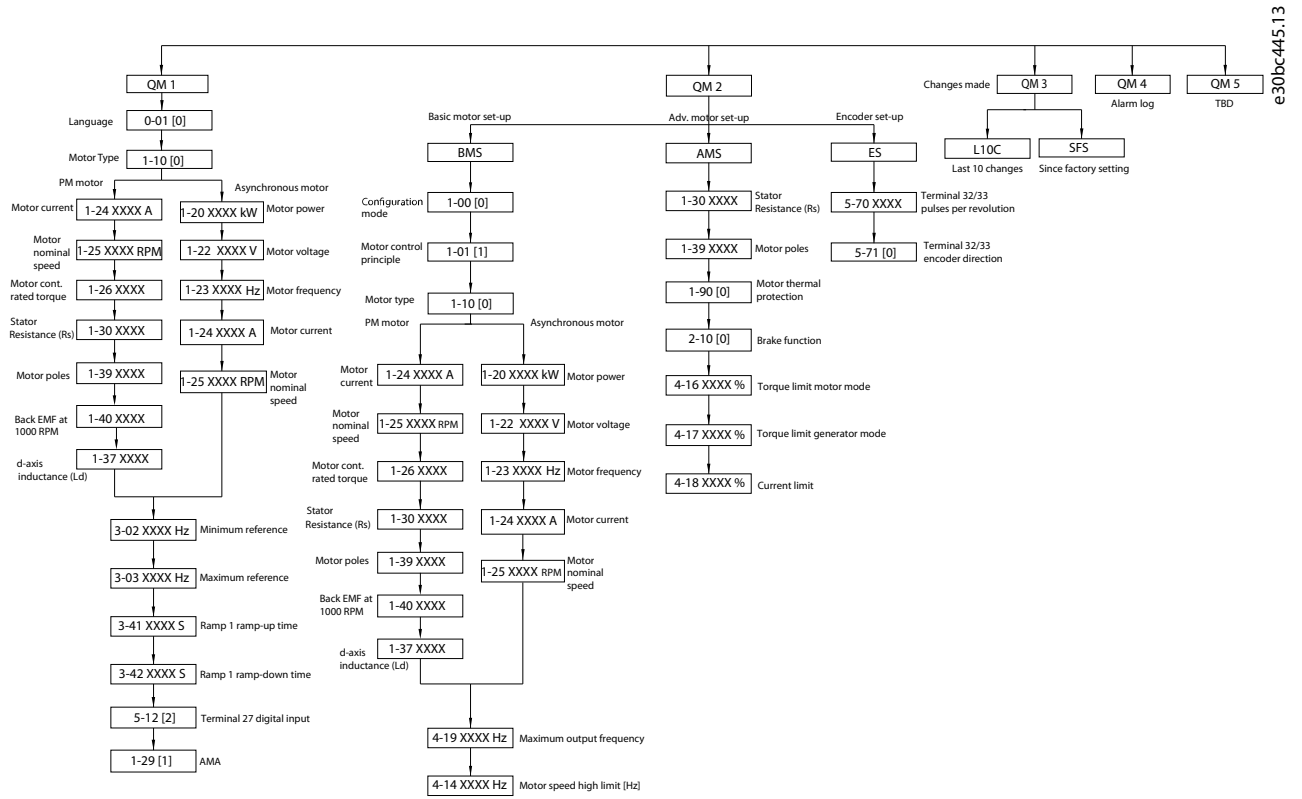 e30bc445.13
QM 1
Language
0-01 [0]
Motor Type
1-10 [0]
PM motor
Motor current
1-24 XXXX A
Motor
nominal
speed
1-25 XXXX RPM
Motor cont.
rated torque
1-26 XXXX
Stator
Resistance (Rs)
1-30 XXXX
Motor poles
1-39 XXXX
Back EMF at
1000 RPM
1-40 XXXX
d-axis
inductance (Ld)
1-37 XXXX
Asynchronous motor
1-20 XXXX kW
Motor power
1-22 XXXX V
Motor voltage
1-23 XXXX Hz
Motor frequency
1-24 XXXX A
Motor current
1-25 XXXX RPM
Motor
nominal
speed
3-02 XXXX Hz
Minimum reference
3-03 XXXX Hz
Maximum reference
3-41 XXXX S
Ramp 1 ramp-up time
3-42 XXXX S
Ramp 1 ramp-down time
5-12 [2]
Terminal 27 digital input
1-29 [1]
AMA
QM 2
Basic motor set-up
BMS
Configuration
mode
1-00 [0]
Motor control
principle
1-01 [1]
Motor type
1-10 [0]
PM motor
Motor
current
1-24 XXXX A
Motor
nominal
speed
1-25 XXXX RPM
Motor cont.
rated torque
1-26 XXXX
Stator
Resistance (Rs)
1-30 XXXX
Motor poles
1-39 XXXX
Back EMF at
1000 RPM
1-40 XXXX
d-axis
inductance (Ld)
1-37 XXXX
Asynchronous motor
1-20 XXXX kW
Motor power
1-22 XXXX V
Motor voltage
1-23 XXXX Hz
Motor frequency
1-24 XXXX A
Motor current
1-25 XXXX RPM
Motor
nominal
speed
4-19 XXXX Hz
Maximum output frequency
4-14 XXXX Hz
Motor speed high limit [Hz]
Adv. motor set-up
AMS
1-30 XXXX
Stator
Resistance (Rs)
1-39 XXXX
Motor poles
1-90 [0]
Motor thermal
protection
2-10 [0]
Brake function
4-16 XXXX %
Torque limit motor mode
4-17 XXXX %
Torque limit generator mode
4-18 XXXX %
Current limit
Encoder set-up
ES
5-70 XXXX
Terminal 32/33
pulses per revolution
5-71 [0]
Terminal 32/33
encoder direction
Changes made
QM 3
L10C
Last 10 changes
SFS
Since factory setting
QM 4
Alarm log
QM 5
TBD